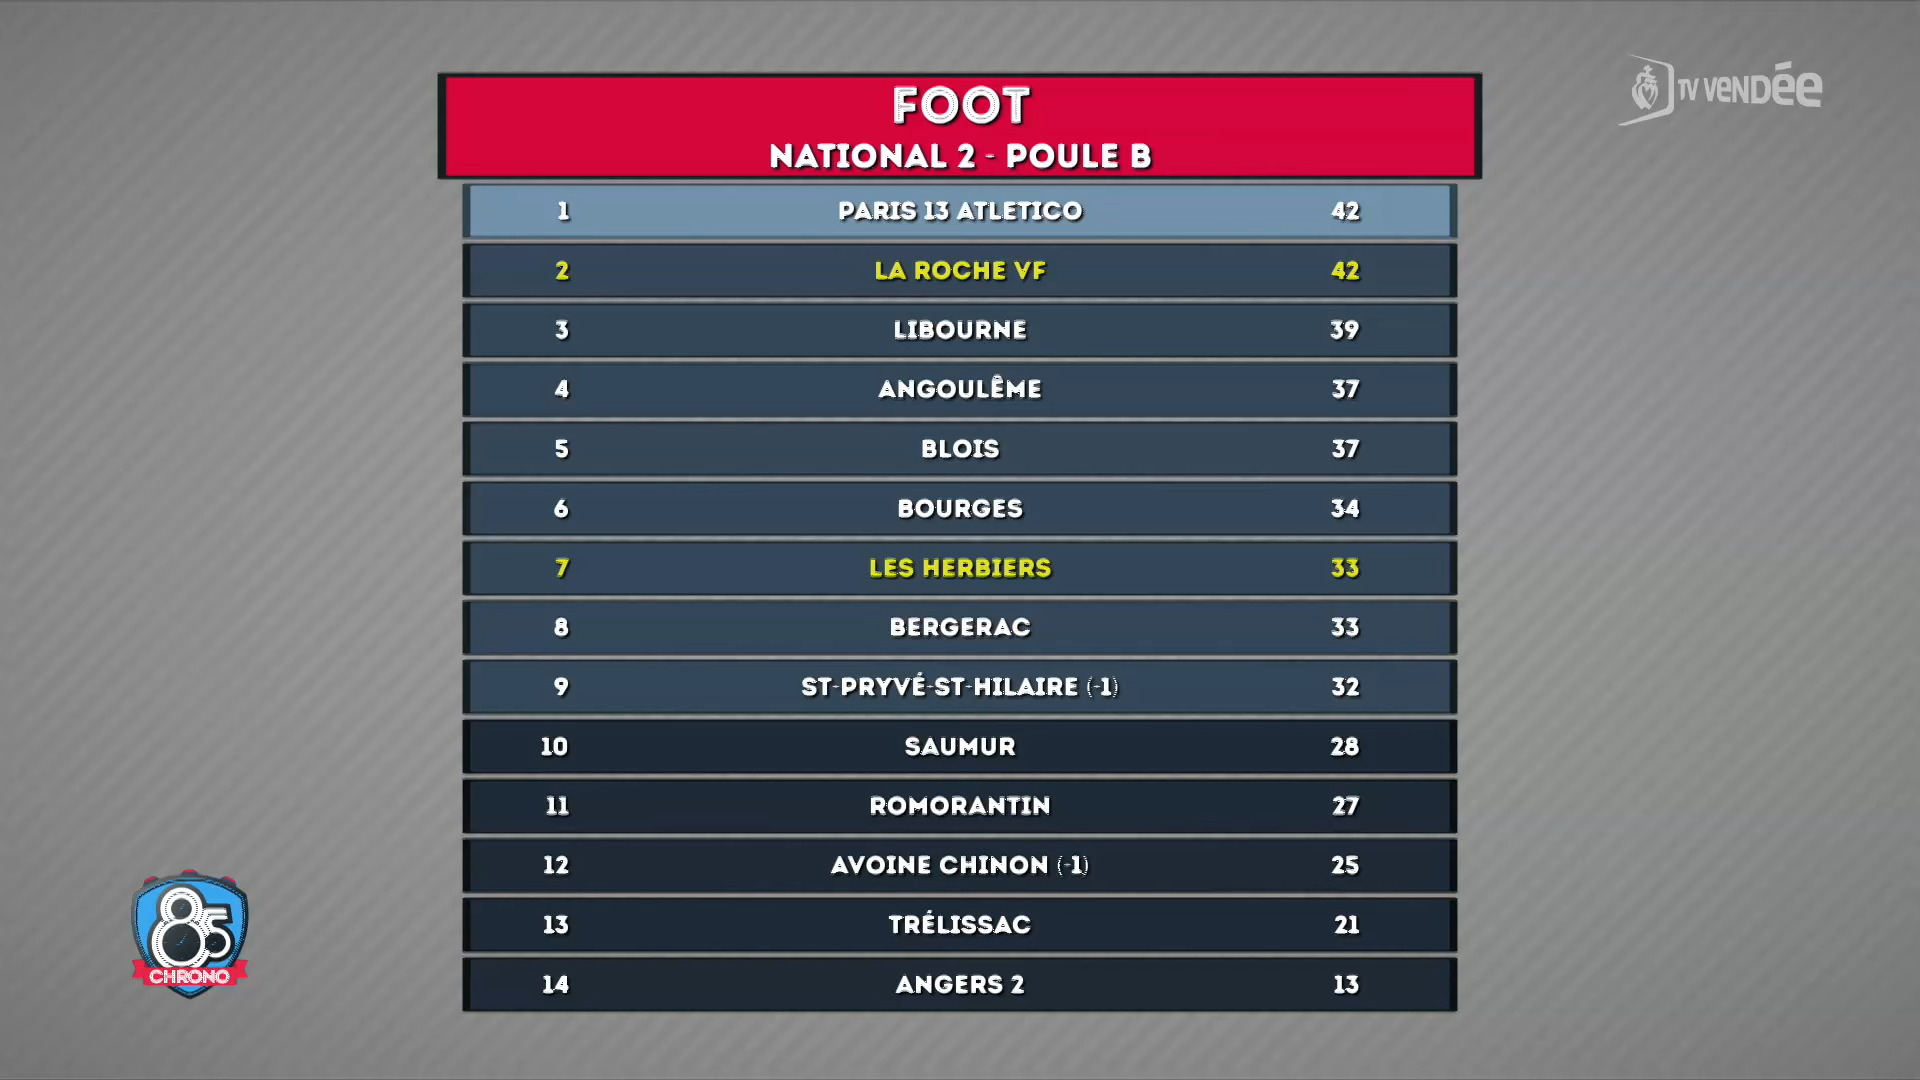 TV VENDÉE
FOOT
NATIONAL 2 - POULE B
1 PARIS 13 ATLETICO 42
2 LA ROCHE VF 42
3 LIBOURNE 39
4 ANGOULÊME 37
5 BLOIS 37
6 BOURGES 34
7 LES HERBIERS 33
8 BERGERAC 33
9 ST-PRYVÉ-ST-HILAIRE (-1) 32
10 SAUMUR 28
11 ROMORANTIN 27
12 AVOINE CHINON (-1) 25
13 TRÉLISSAC 21
14 ANGERS 2 13
85
CHRONO